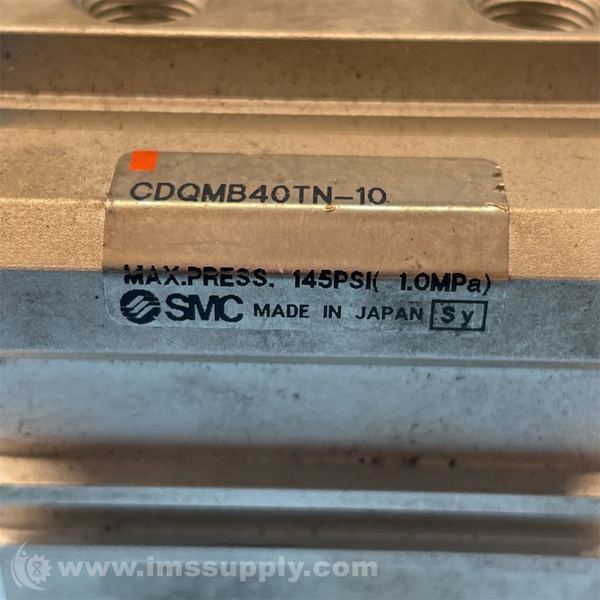 CDQMB40TN-10
MAX.PRESS. 145PSI( 1.0MPa)
SMC MADE IN JAPAN Sy
www.imssupply.com